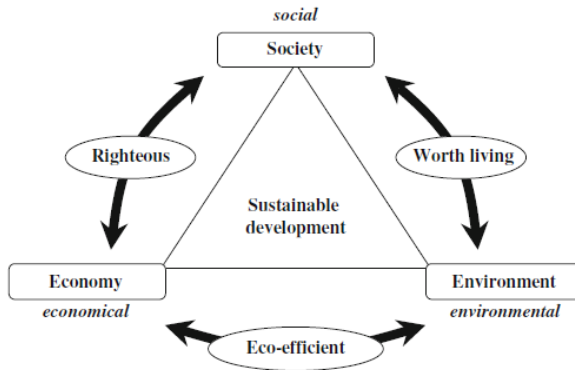 social
Society
Righteous
Worth living
Sustainable
development
Economy
Environment
economical
environmental
Eco-efficient